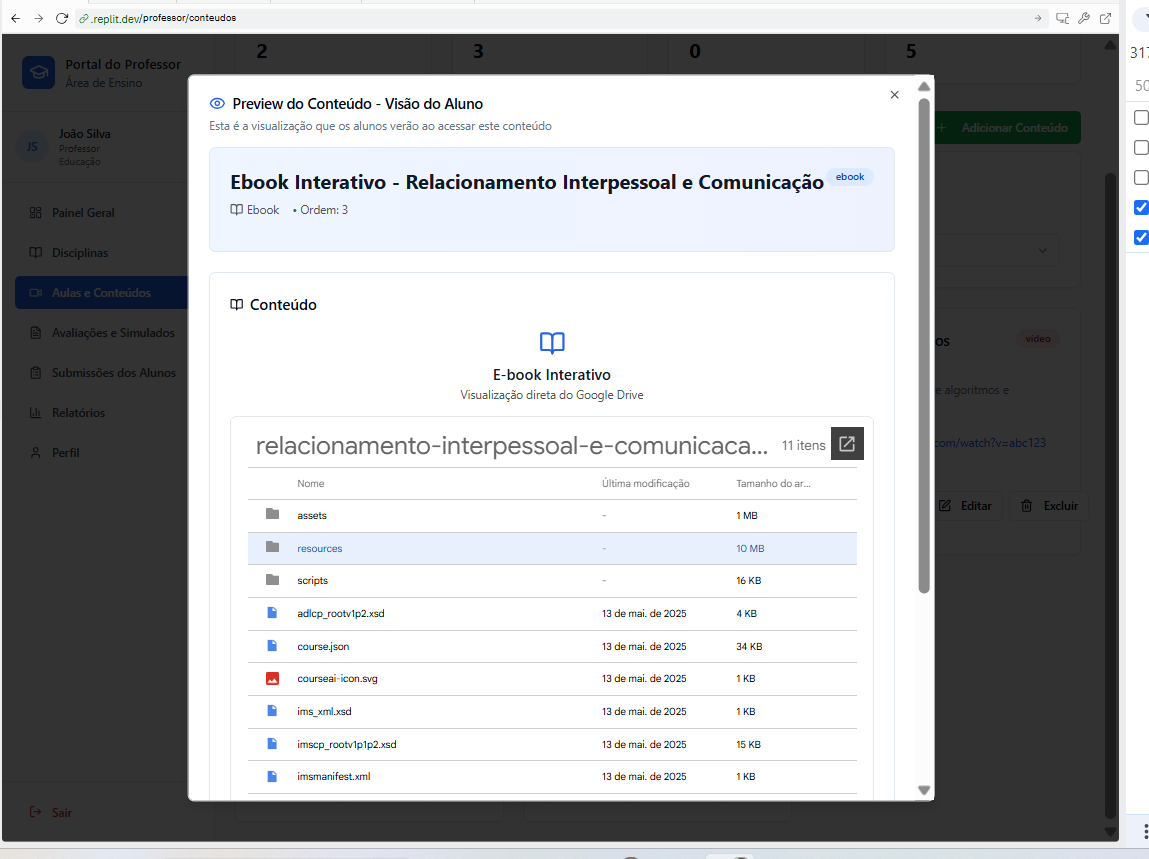 .replit.dev/professor/conteudos
2 3 0 5
Portal do Professor
Área de Ensino
JS
João Silva
Professor
Educação
Painel Geral
Disciplinas
Aulas e Conteúdos
Avaliações e Simulados
Submissões dos Alunos
Relatórios
Perfil
Sair
Preview do Conteúdo - Visão do Aluno
Esta é a visualização que os alunos verão ao acessar este conteúdo
Ebook Interativo - Relacionamento Interpessoal e Comunicação ebook
Ebook • Ordem: 3
Conteúdo
E-book Interativo
Visualização direta do Google Drive
relacionamento-interpessoal-e-comunicaca... 11 itens
Nome Última modificação Tamanho do ar...
assets - 1 MB
resources - 10 MB
scripts - 16 KB
adlcp_rootv1p2.xsd 13 de mai. de 2025 4 KB
course.json 13 de mai. de 2025 34 KB
courseai-icon.svg 13 de mai. de 2025 1 KB
ims_xml.xsd 13 de mai. de 2025 1 KB
imscp_rootv1p1p2.xsd 13 de mai. de 2025 15 KB
imsmanifest.xml 13 de mai. de 2025 1 KB
+ Adicionar Conteúdo
os vídeo
e algoritmos e
com/watch?v=abc123
Editar Excluir
317
50